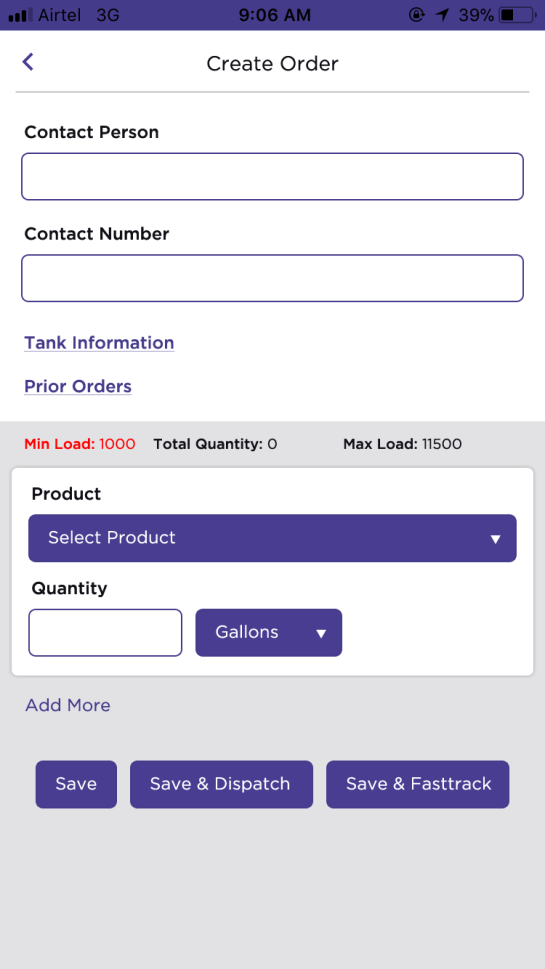 Airtel 3G 9:06 AM 39%
Create Order
Contact Person
Contact Number
Tank Information
Prior Orders
Min Load: 1000 Total Quantity: 0 Max Load: 11500
Product
Select Product
Quantity
Gallons
Add More
Save Save & Dispatch Save & Fasttrack